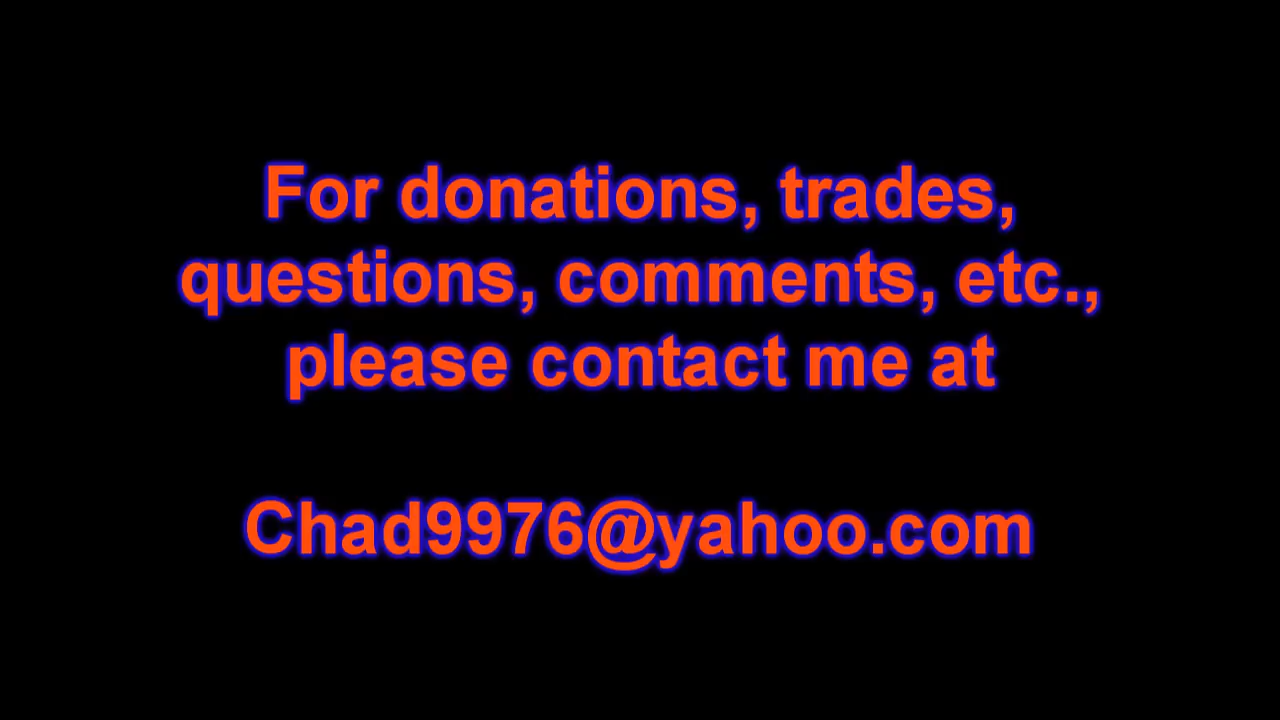 For donations, trades,
questions, comments, etc.,
please contact me at
Chad9976@yahoo.com